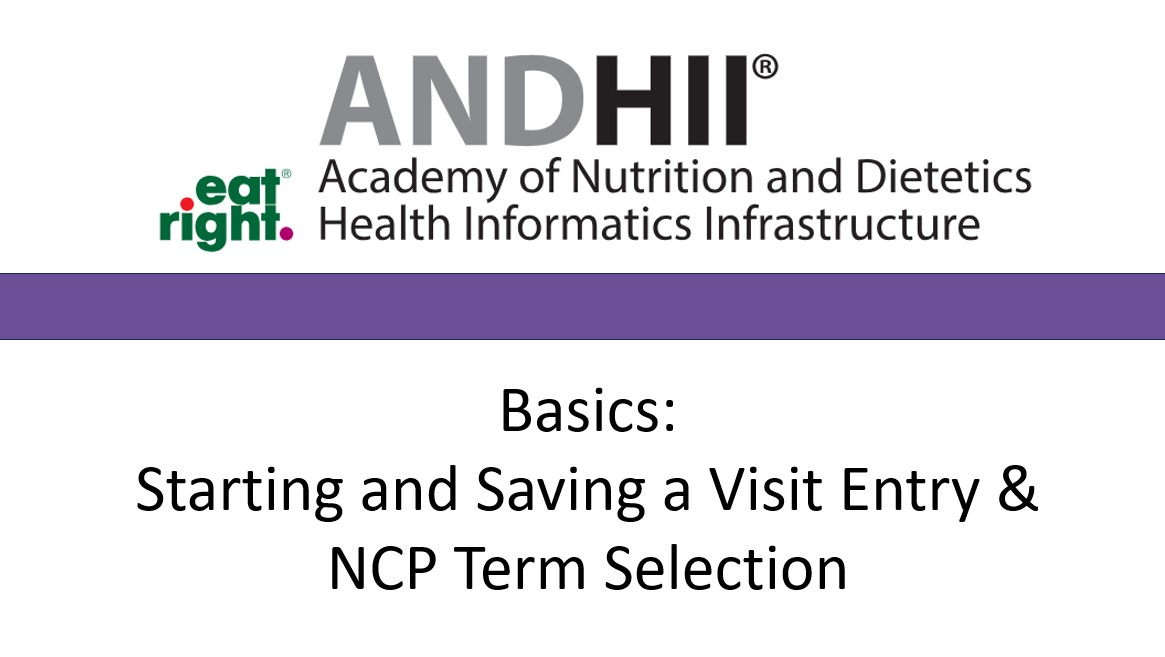 ANDHII®
eat®
right.
Academy of Nutrition and Dietetics
Health Informatics Infrastructure
Basics:
Starting and Saving a Visit Entry &
NCP Term Selection